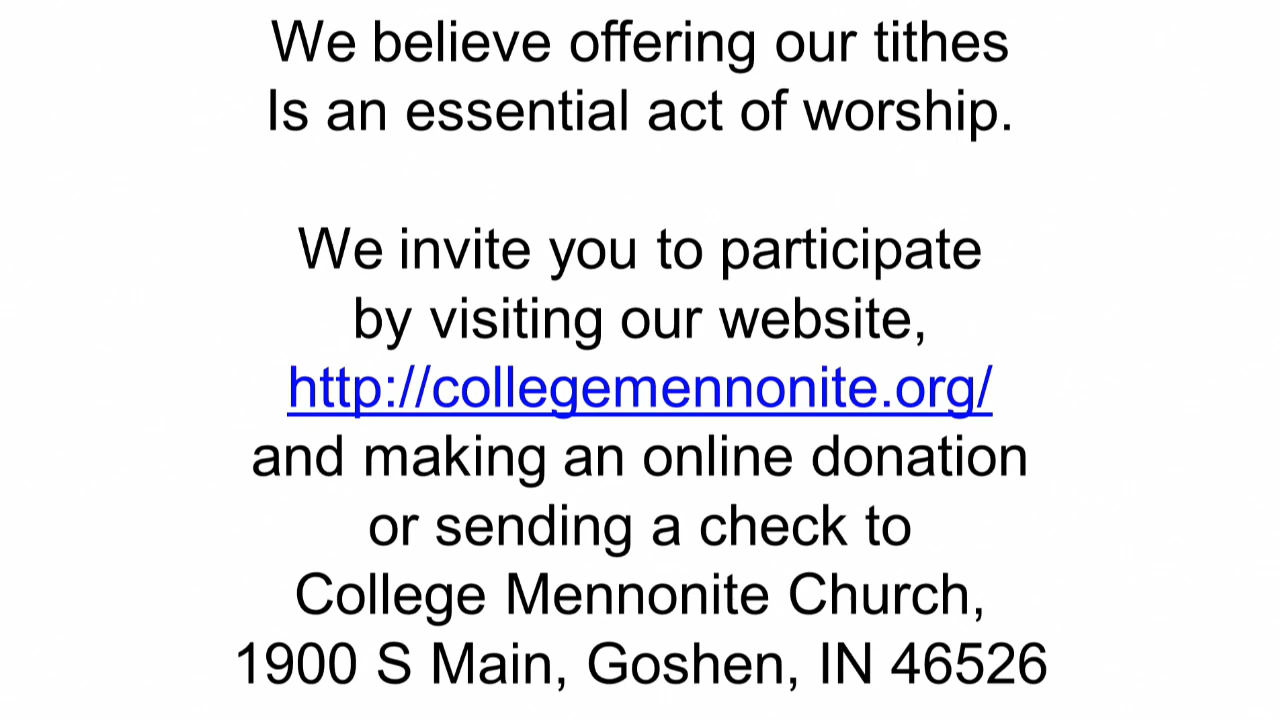 We believe offering our tithes
Is an essential act of worship.
We invite you to participate
by visiting our website,
http://collegemennonite.org/
and making an online donation
or sending a check to
College Mennonite Church,
1900 S Main, Goshen, IN 46526